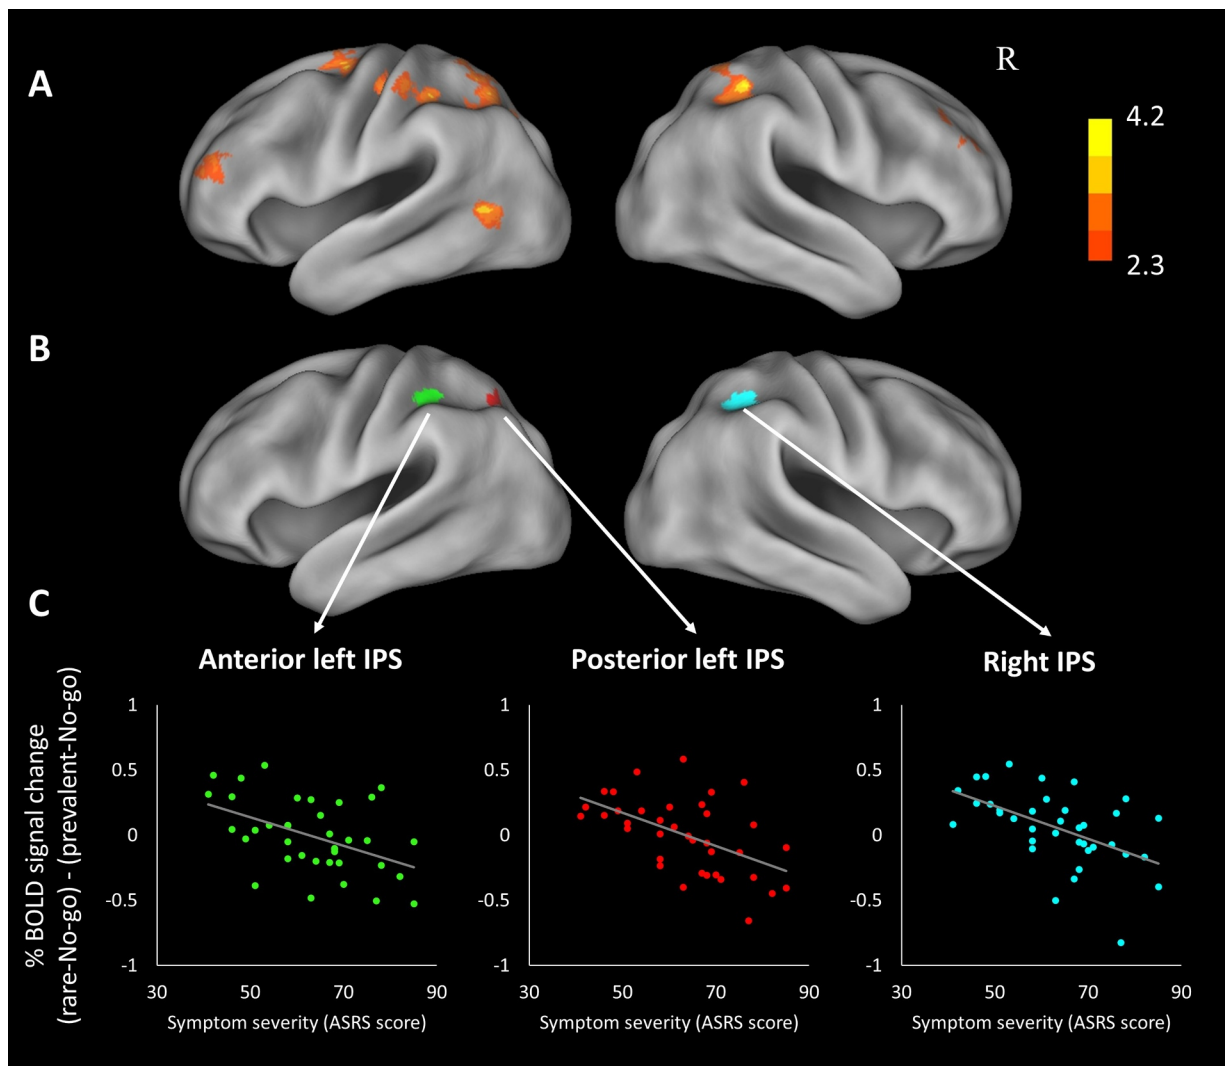 A
R
4.2
2.3
B
C
Anterior left IPS
Posterior left IPS
Right IPS
% BOLD signal change
(rare-No-go) - (prevalent-No-go)
1
0.5
0
-0.5
-1
30 50 70 90
Symptom severity (ASRS score)
1
0.5
0
-0.5
-1
30 50 70 90
Symptom severity (ASRS score)
1
0.5
0
-0.5
-1
30 50 70 90
Symptom severity (ASRS score)